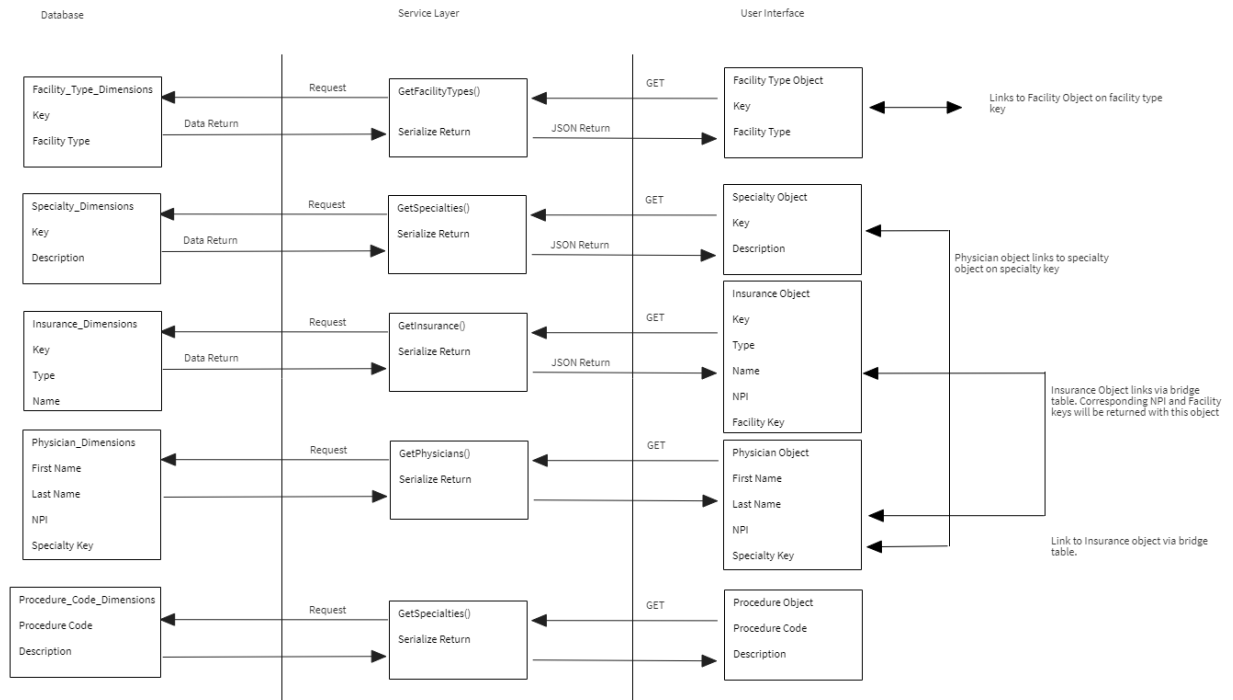 Database
Service Layer
User Interface
Facility_Type_Dimensions
Key
Facility Type
Request
Data Return
GetFacilityTypes()
Serialize Return
GET
JSON Return
Facility Type Object
Key
Facility Type
Links to Facility Object on facility type
key
Specialty_Dimensions
Key
Description
Request
Data Return
GetSpecialties()
Serialize Return
GET
JSON Return
Specialty Object
Key
Description
Physician object links to specialty
object on specialty key
Insurance_Dimensions
Key
Type
Name
Request
Data Return
GetInsurance()
Serialize Return
GET
JSON Return
Insurance Object
Key
Type
Name
NPI
Facility Key
Insurance Object links via bridge
table. Corresponding NPI and Facility
keys will be returned with this object
Physician_Dimensions
First Name
Last Name
NPI
Specialty Key
Request
GetPhysicians()
Serialize Return
GET
Physician Object
First Name
Last Name
NPI
Specialty Key
Link to Insurance object via bridge
table.
Procedure_Code_Dimensions
Procedure Code
Description
Request
GetSpecialties()
Serialize Return
GET
Procedure Object
Procedure Code
Description